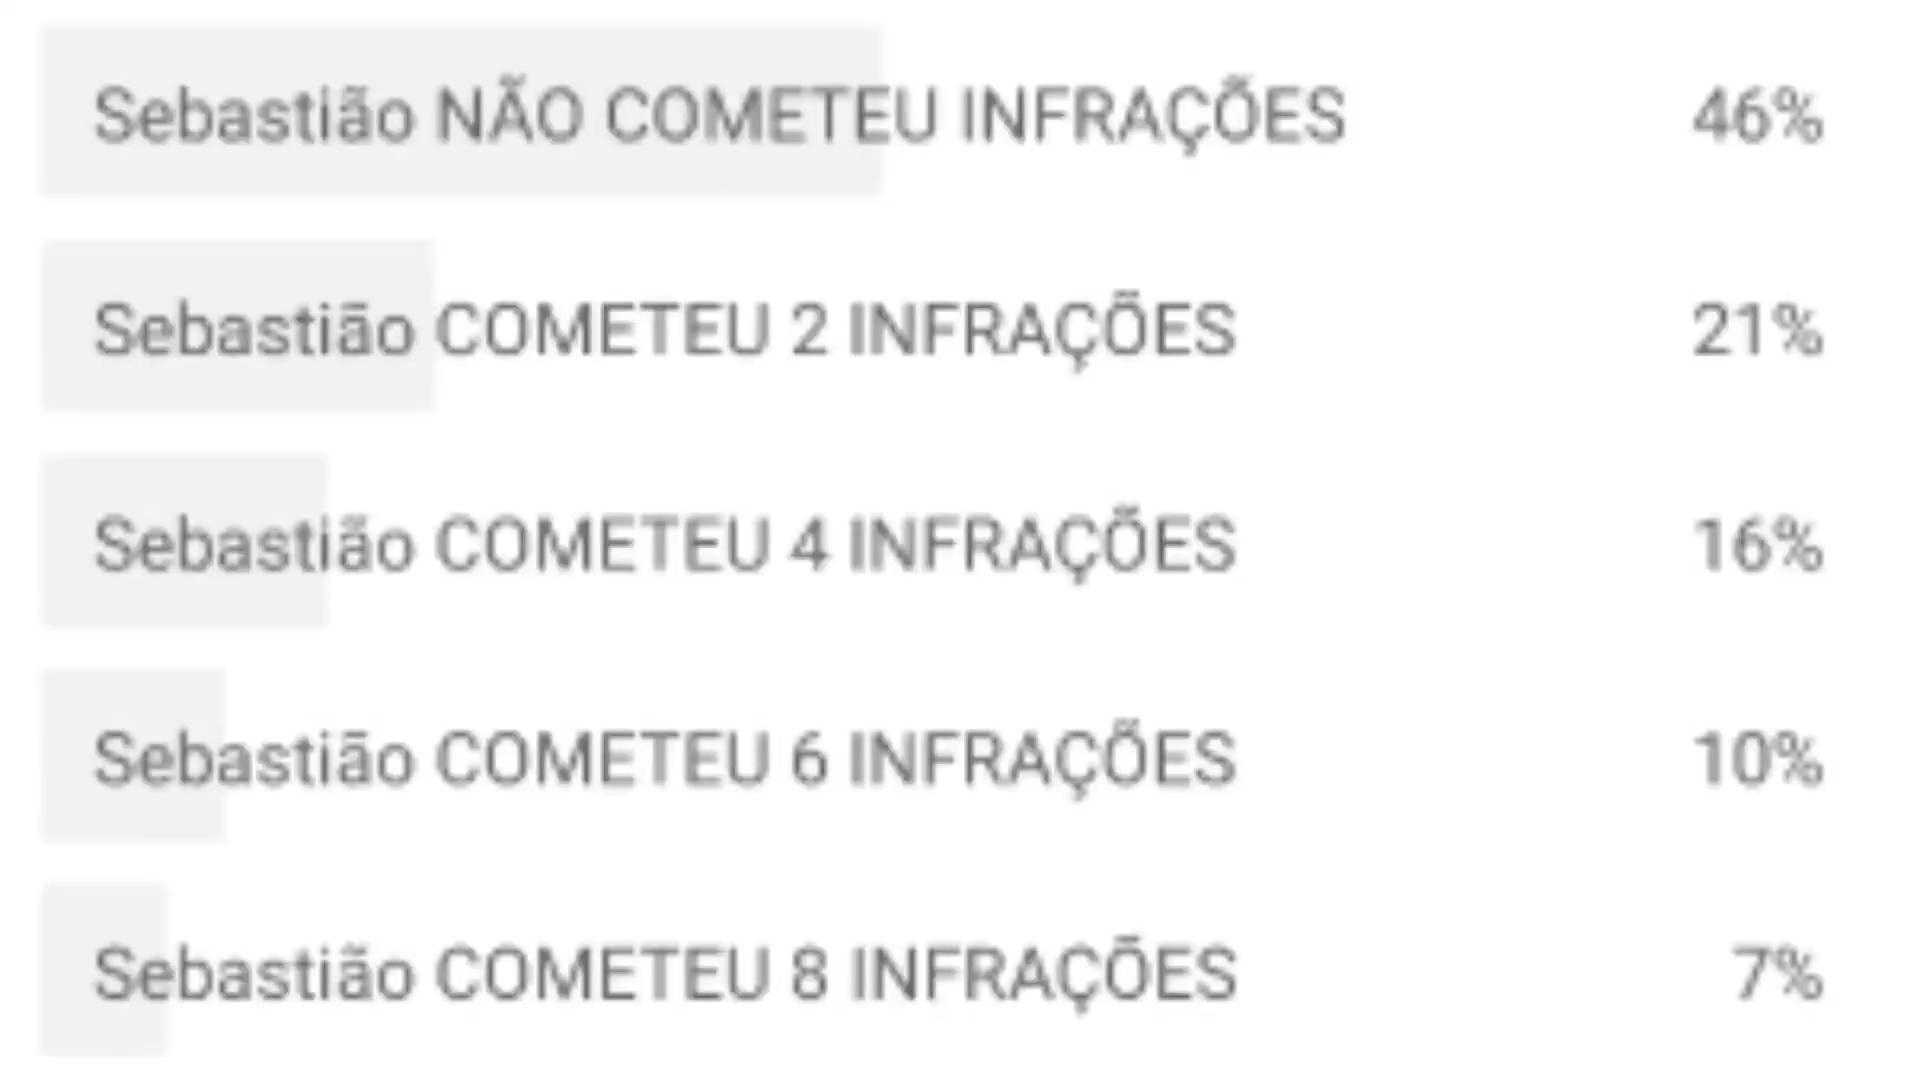 Sebastião NÃO COMETEU INFRAÇÕES 46%
Sebastião COMETEU 2 INFRAÇÕES 21%
Sebastião COMETEU 4 INFRAÇÕES 16%
Sebastião COMETEU 6 INFRAÇÕES 10%
Sebastião COMETEU 8 INFRAÇÕES 7%